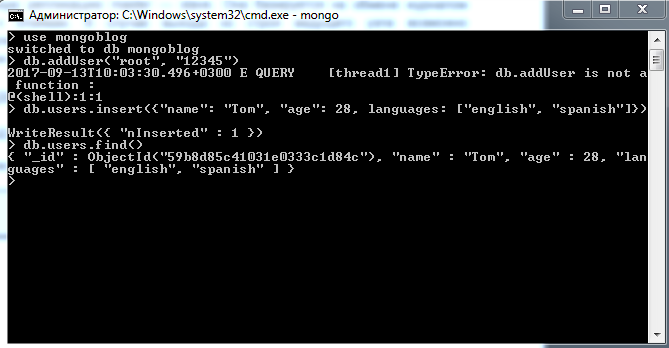 Администратор: C:\Windows\system32\cmd.exe - mongo
> use mongoblog
switched to db mongoblog
> db.addUser("root", "12345")
2017-09-13T10:03:30.496+0300 E QUERY    [thread1] TypeError: db.addUser is not a
 function :
@(shell):1:1
> db.users.insert({"name": "Tom", "age": 28, languages: ["english", "spanish"]})
WriteResult({ "nInserted" : 1 })
> db.users.find()
{ "_id" : ObjectId("59b8d85c41031e0333c1d84c"), "name" : "Tom", "age" : 28, "lan
guages" : [ "english", "spanish" ] }
>